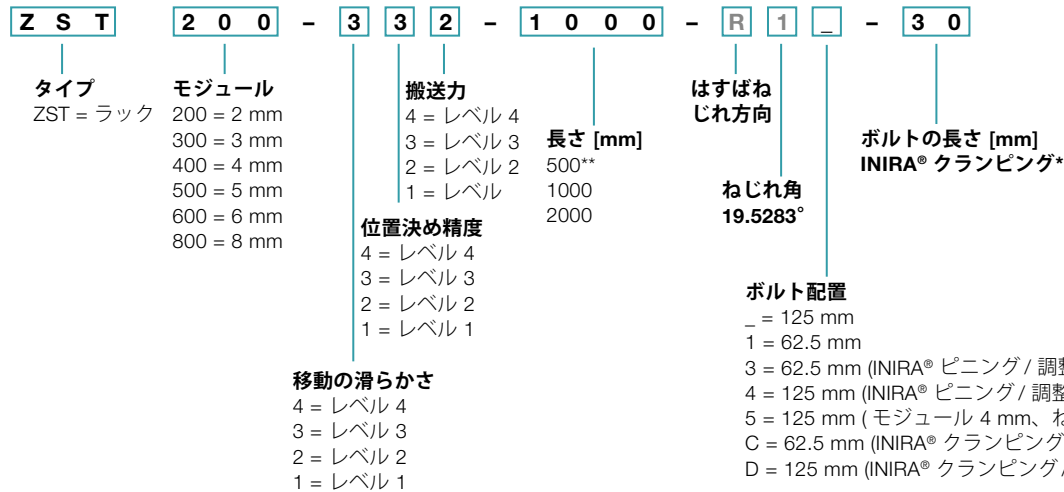 Z S T 2 0 0 – 3 3 2 – 1 0 0 0 – R 1 _ – 3 0
タイプ
ZST = ラック
モジュール
200 = 2 mm
300 = 3 mm
400 = 4 mm
500 = 5 mm
600 = 6 mm
800 = 8 mm
搬送力
4 = レベル 4
3 = レベル 3
2 = レベル 2
1 = レベル
位置決め精度
4 = レベル 4
3 = レベル 3
2 = レベル 2
1 = レベル 1
移動の滑らかさ
4 = レベル 4
3 = レベル 3
2 = レベル 2
1 = レベル 1
長さ [mm]
500**
1000
2000
はすばね
じれ方向
ねじれ角
19.5283°
ボルト配置
_ = 125 mm
1 = 62.5 mm
3 = 62.5 mm (INIRA® ピニング / 調整
4 = 125 mm (INIRA® ピニング / 調整
5 = 125 mm ( モジュール 4 mm、ね
C = 62.5 mm (INIRA® クランピング
D = 125 mm (INIRA® クランピング /
ボルトの長さ [mm]
INIRA® クランピング*